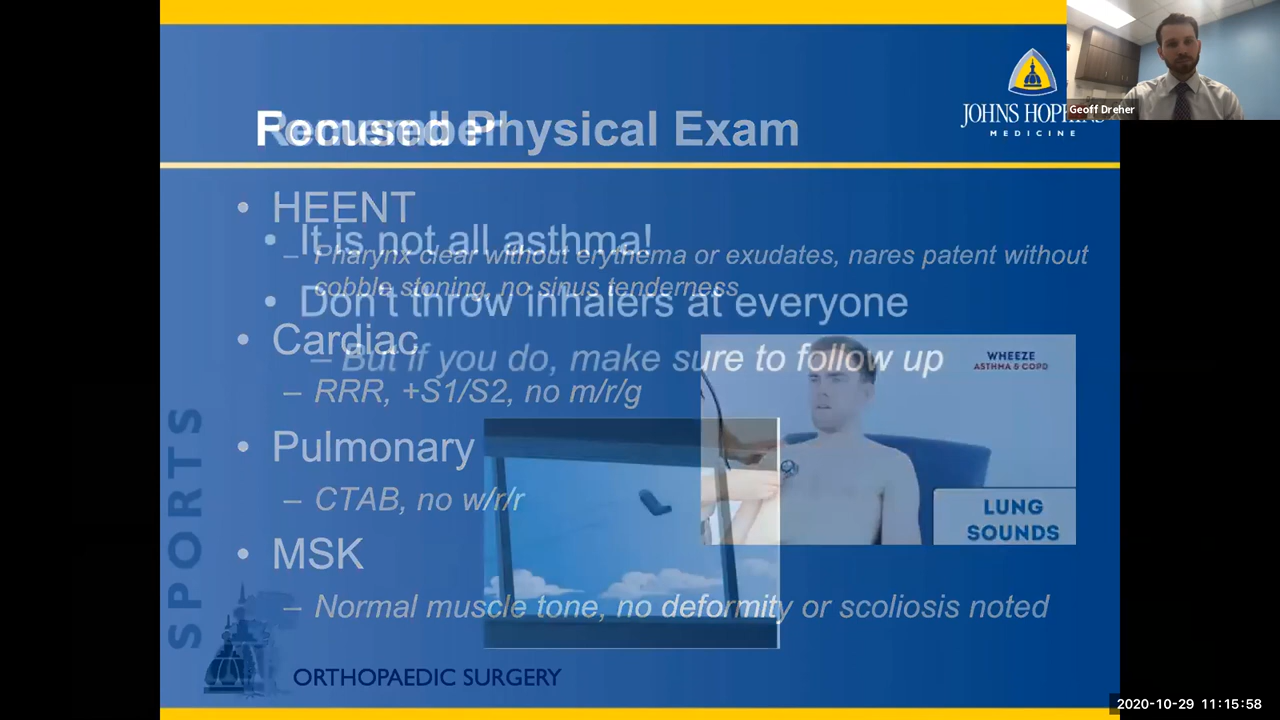 Focused Physical Exam
Reminder
JOHNS HOPKINS
MEDICINE
Geoff Dreher
• HEENT
– Pharynx clear without erythema or exudates, nares patent without
cobble stoning, no sinus tenderness
• Cardiac
– RRR, +S1/S2, no m/r/g
• Pulmonary
– CTAB, no w/r/r
• MSK
– Normal muscle tone, no deformity or scoliosis noted
• It is not all asthma!
• Don't throw inhalers at everyone
– But if you do, make sure to follow up
WHEEZE
ASTHMA & COPD
LUNG
SOUNDS
SPORTS
ORTHOPAEDIC SURGERY
2020-10-29 11:15:58